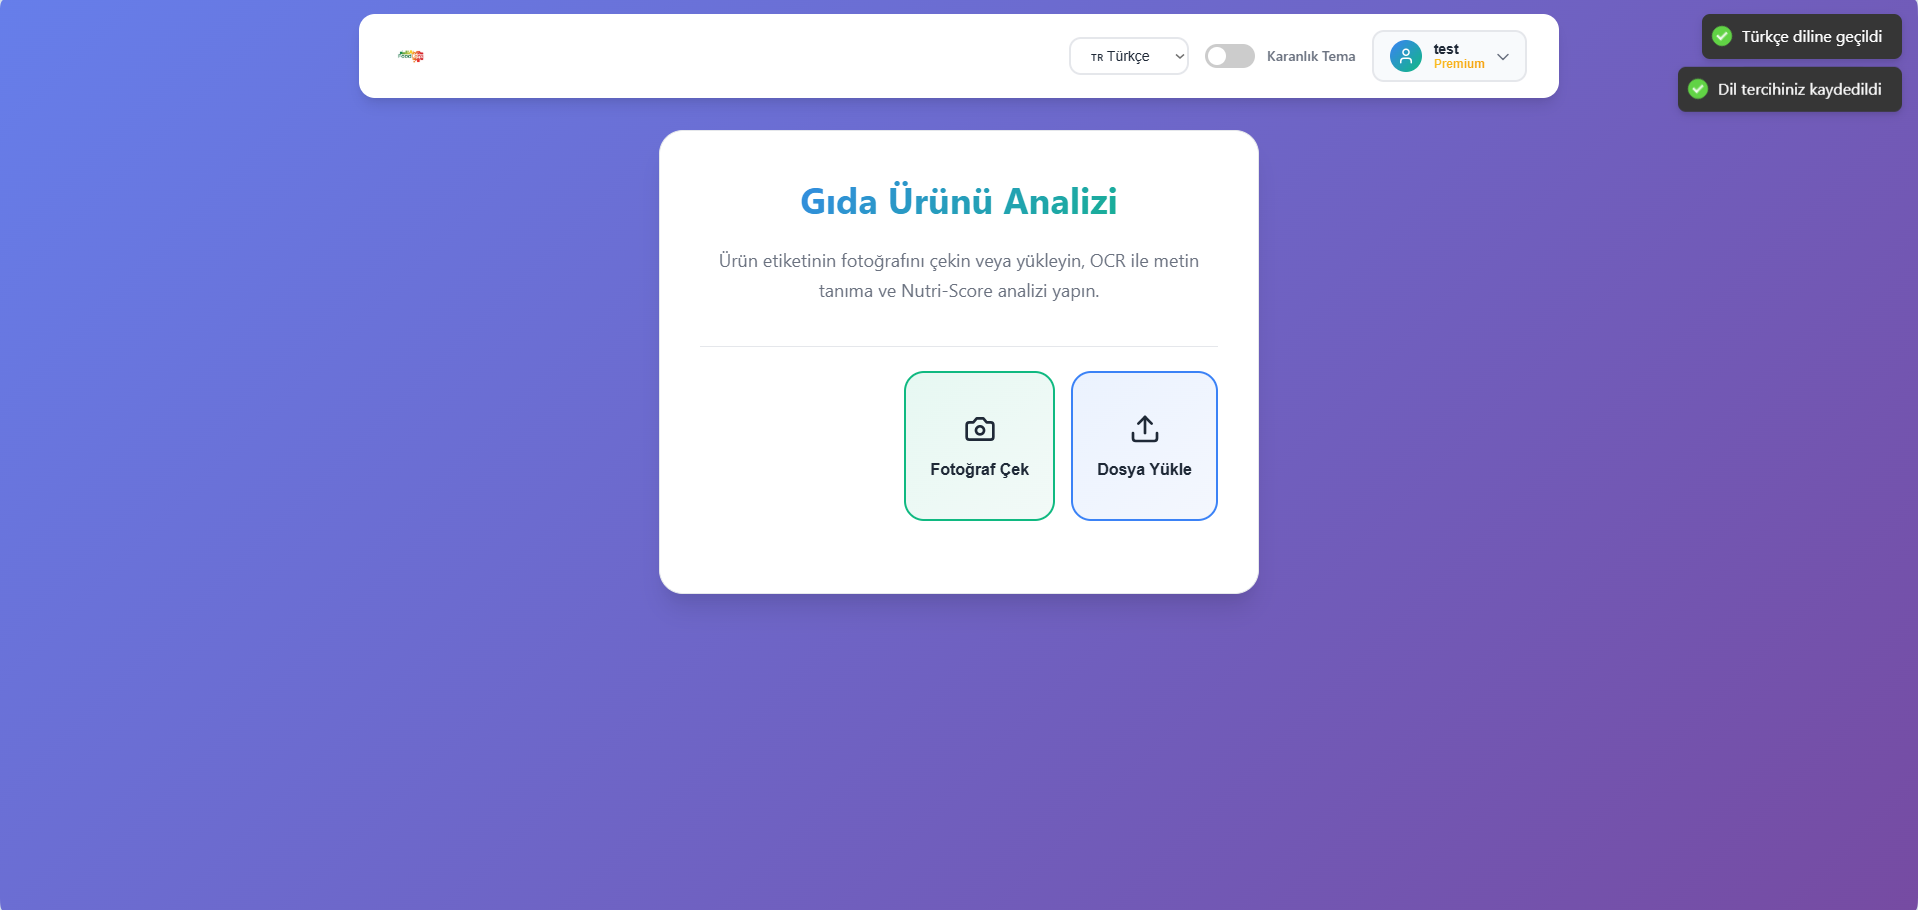 TR Türkçe
Karanlık Tema
test
Premium
Türkçe diline geçildi
Dil tercihiniz kaydedildi
Gıda Ürünü Analizi
Ürün etiketinin fotoğrafını çekin veya yükleyin, OCR ile metin
tanıma ve Nutri-Score analizi yapın.
Fotoğraf Çek
Dosya Yükle